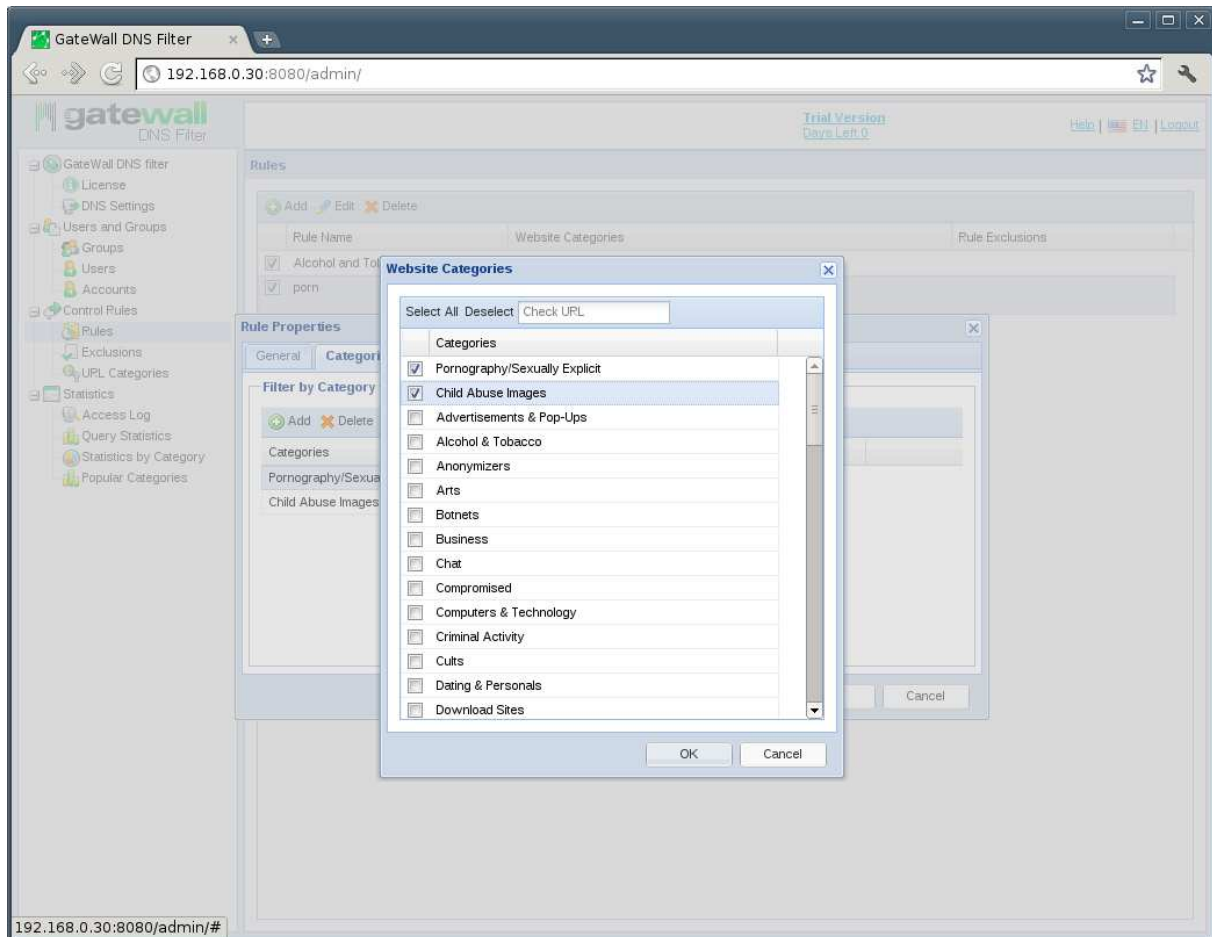 GateWall DNS Filter
192.168.0.30:8080/admin/
gatewall
DNS Filter
Trial Version
Days Left 0
Help | EN | Logout
GateWall DNS filter
License
DNS Settings
Users and Groups
Groups
Users
Accounts
Control Rules
Rules
Exclusions
URL Categories
Statistics
Access Log
Query Statistics
Statistics by Category
Popular Categories
Rules
Add Edit Delete
Rule Name Website Categories Rule Exclusions
Alcohol and To
porn
Rule Properties
General Categori
Filter by Category
Add Delete
Categories
Pornography/Sexua
Child Abuse Images
Cancel
Website Categories
Select All Deselect Check URL
Categories
Pornography/Sexually Explicit
Child Abuse Images
Advertisements & Pop-Ups
Alcohol & Tobacco
Anonymizers
Arts
Botnets
Business
Chat
Compromised
Computers & Technology
Criminal Activity
Cults
Dating & Personals
Download Sites
OK Cancel
192.168.0.30:8080/admin/#